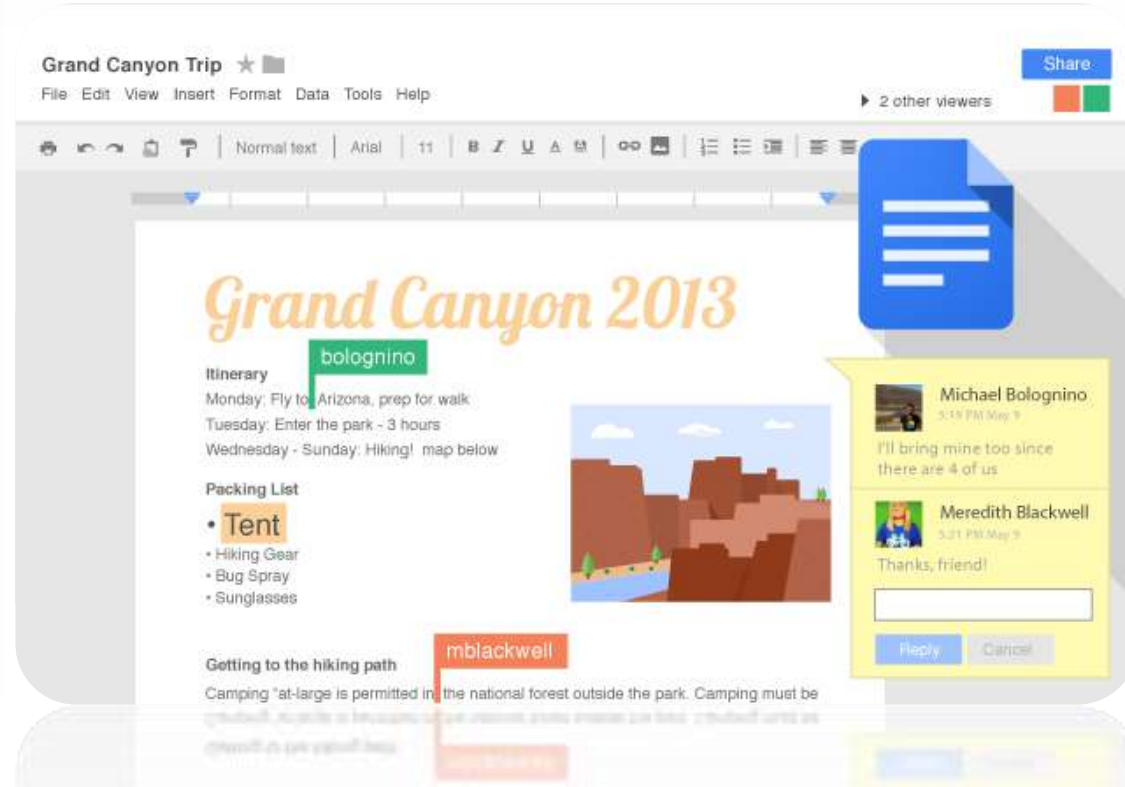 Grand Canyon Trip
Share
File Edit View Insert Format Data Tools Help
2 other viewers
Normal text Arial 11 B I U A
Grand Canyon 2013
bolognino
Itinerary
Monday: Fly to Arizona, prep for walk
Tuesday: Enter the park - 3 hours
Wednesday - Sunday: Hiking! map below
Packing List
• Tent
• Hiking Gear
• Bug Spray
• Sunglasses
mblackwell
Getting to the hiking path
Camping "at-large is permitted in the national forest outside the park. Camping must be
Michael Bolognino
5:19 PM May 9
I'll bring mine too since
there are 4 of us
Meredith Blackwell
5:21 PM May 9
Thanks, friend!
Reply Cancel